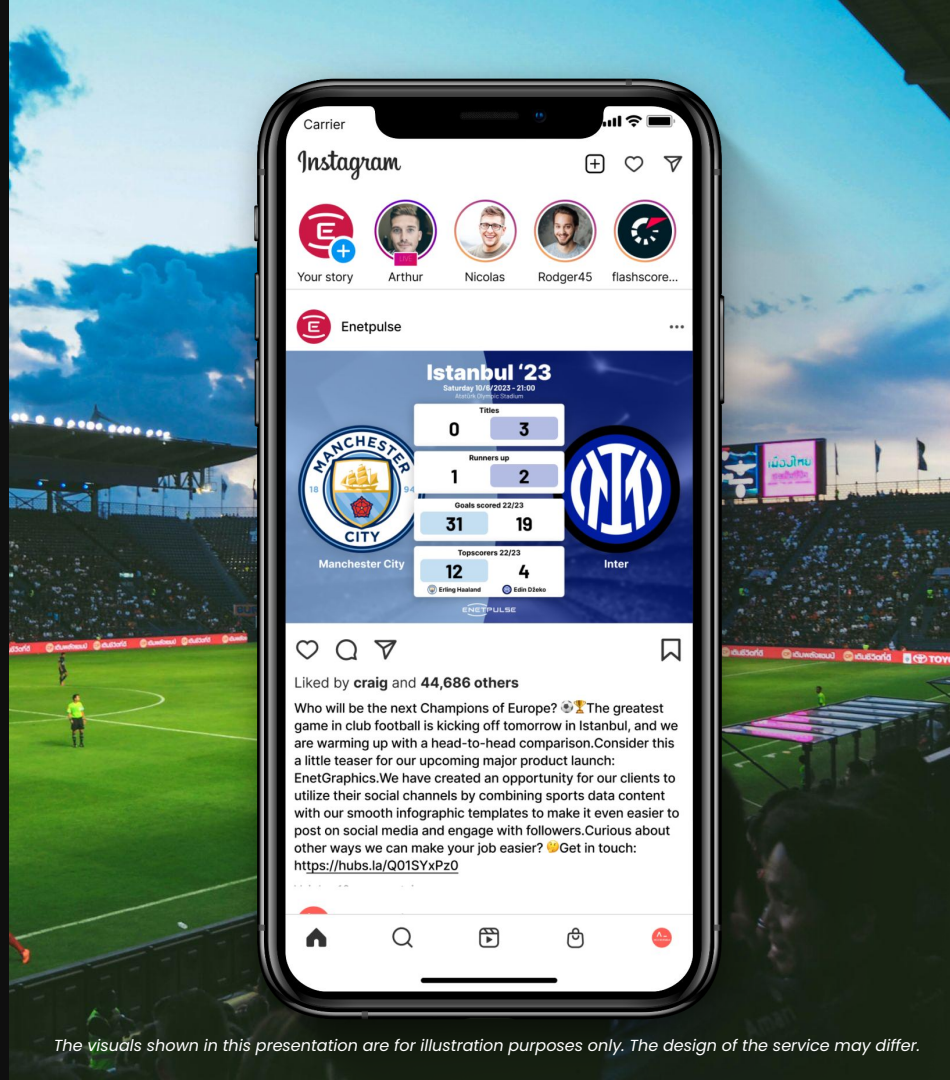 Carrier
Instagram
LIVE
Your story
Arthur
Nicolas
Rodger45
flashscore...
Enetpulse
Istanbul ‘23
Saturday 10/6/2023 - 21:00
Atatürk Olympic Stadium
Titles
0 3
Runners up
1 2
Goals scored 22/23
31 19
Topscorers 22/23
12 4
Erling Haaland Edin Džeko
MANCHESTER
18 94
CITY
Manchester City
Inter
ENETPULSE
Liked by craig and 44,686 others
Who will be the next Champions of Europe? ⚽🏆The greatest
game in club football is kicking off tomorrow in Istanbul, and we
are warming up with a head-to-head comparison.Consider this
a little teaser for our upcoming major product launch:
EnetGraphics.We have created an opportunity for our clients to
utilize their social channels by combining sports data content
with our smooth infographic templates to make it even easier to
post on social media and engage with followers.Curious about
other ways we can make your job easier? 🤔Get in touch:
https://hubs.la/Q01SYxPz0
TOYO
The visuals shown in this presentation are for illustration purposes only. The design of the service may differ.